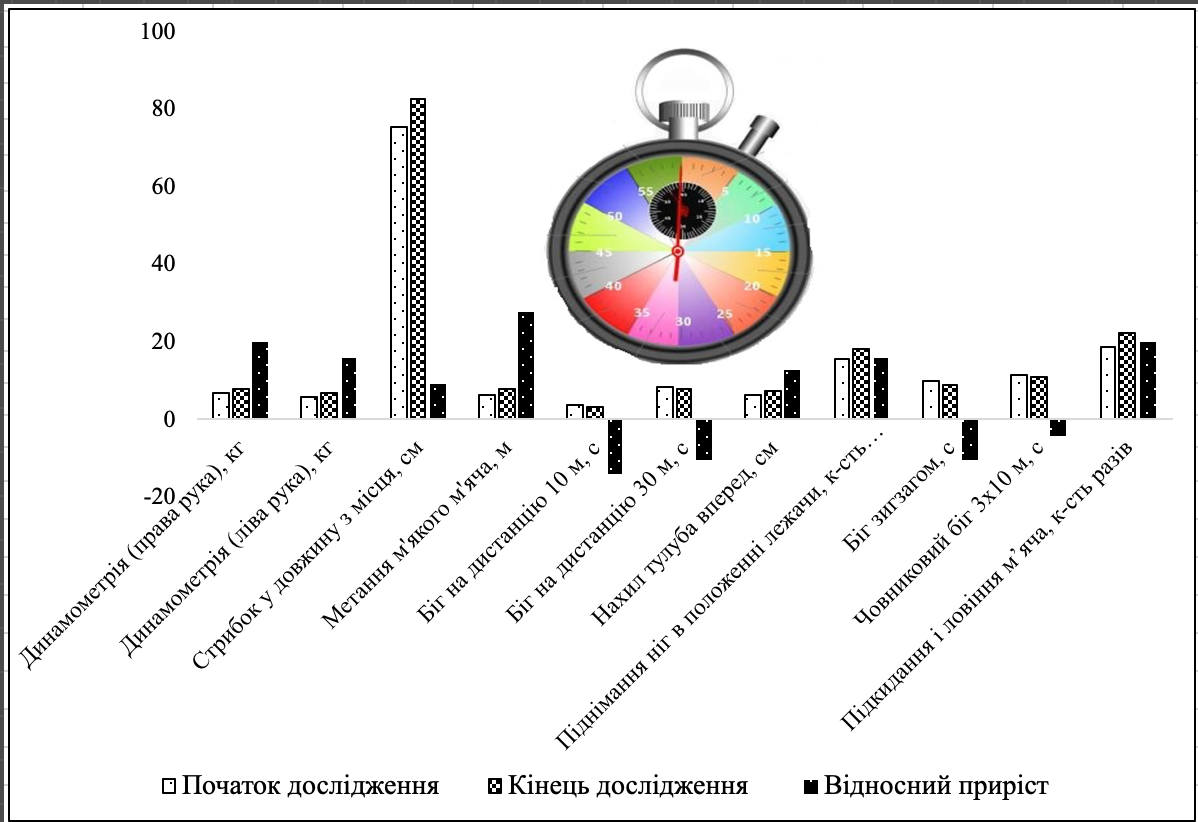 100
80
60
40
20
0
-20
55
5
50
10
45
15
40
20
35
25
30
Динамометрія (права рука), кг
Динамометрія (ліва рука), кг
Стрибок у довжину з місця, см
Метання м'якого м'яча, м
Біг на дистанцію 10 м, с
Біг на дистанцію 30 м, с
Нахил тулуба вперед, см
Піднімання ніг в положенні лежачи, к-сть…
Біг зигзагом, с
Човниковий біг 3х10 м, с
Підкидання і ловіння м’яча, к-сть разів
Початок дослідження
Кінець дослідження
Відносний приріст